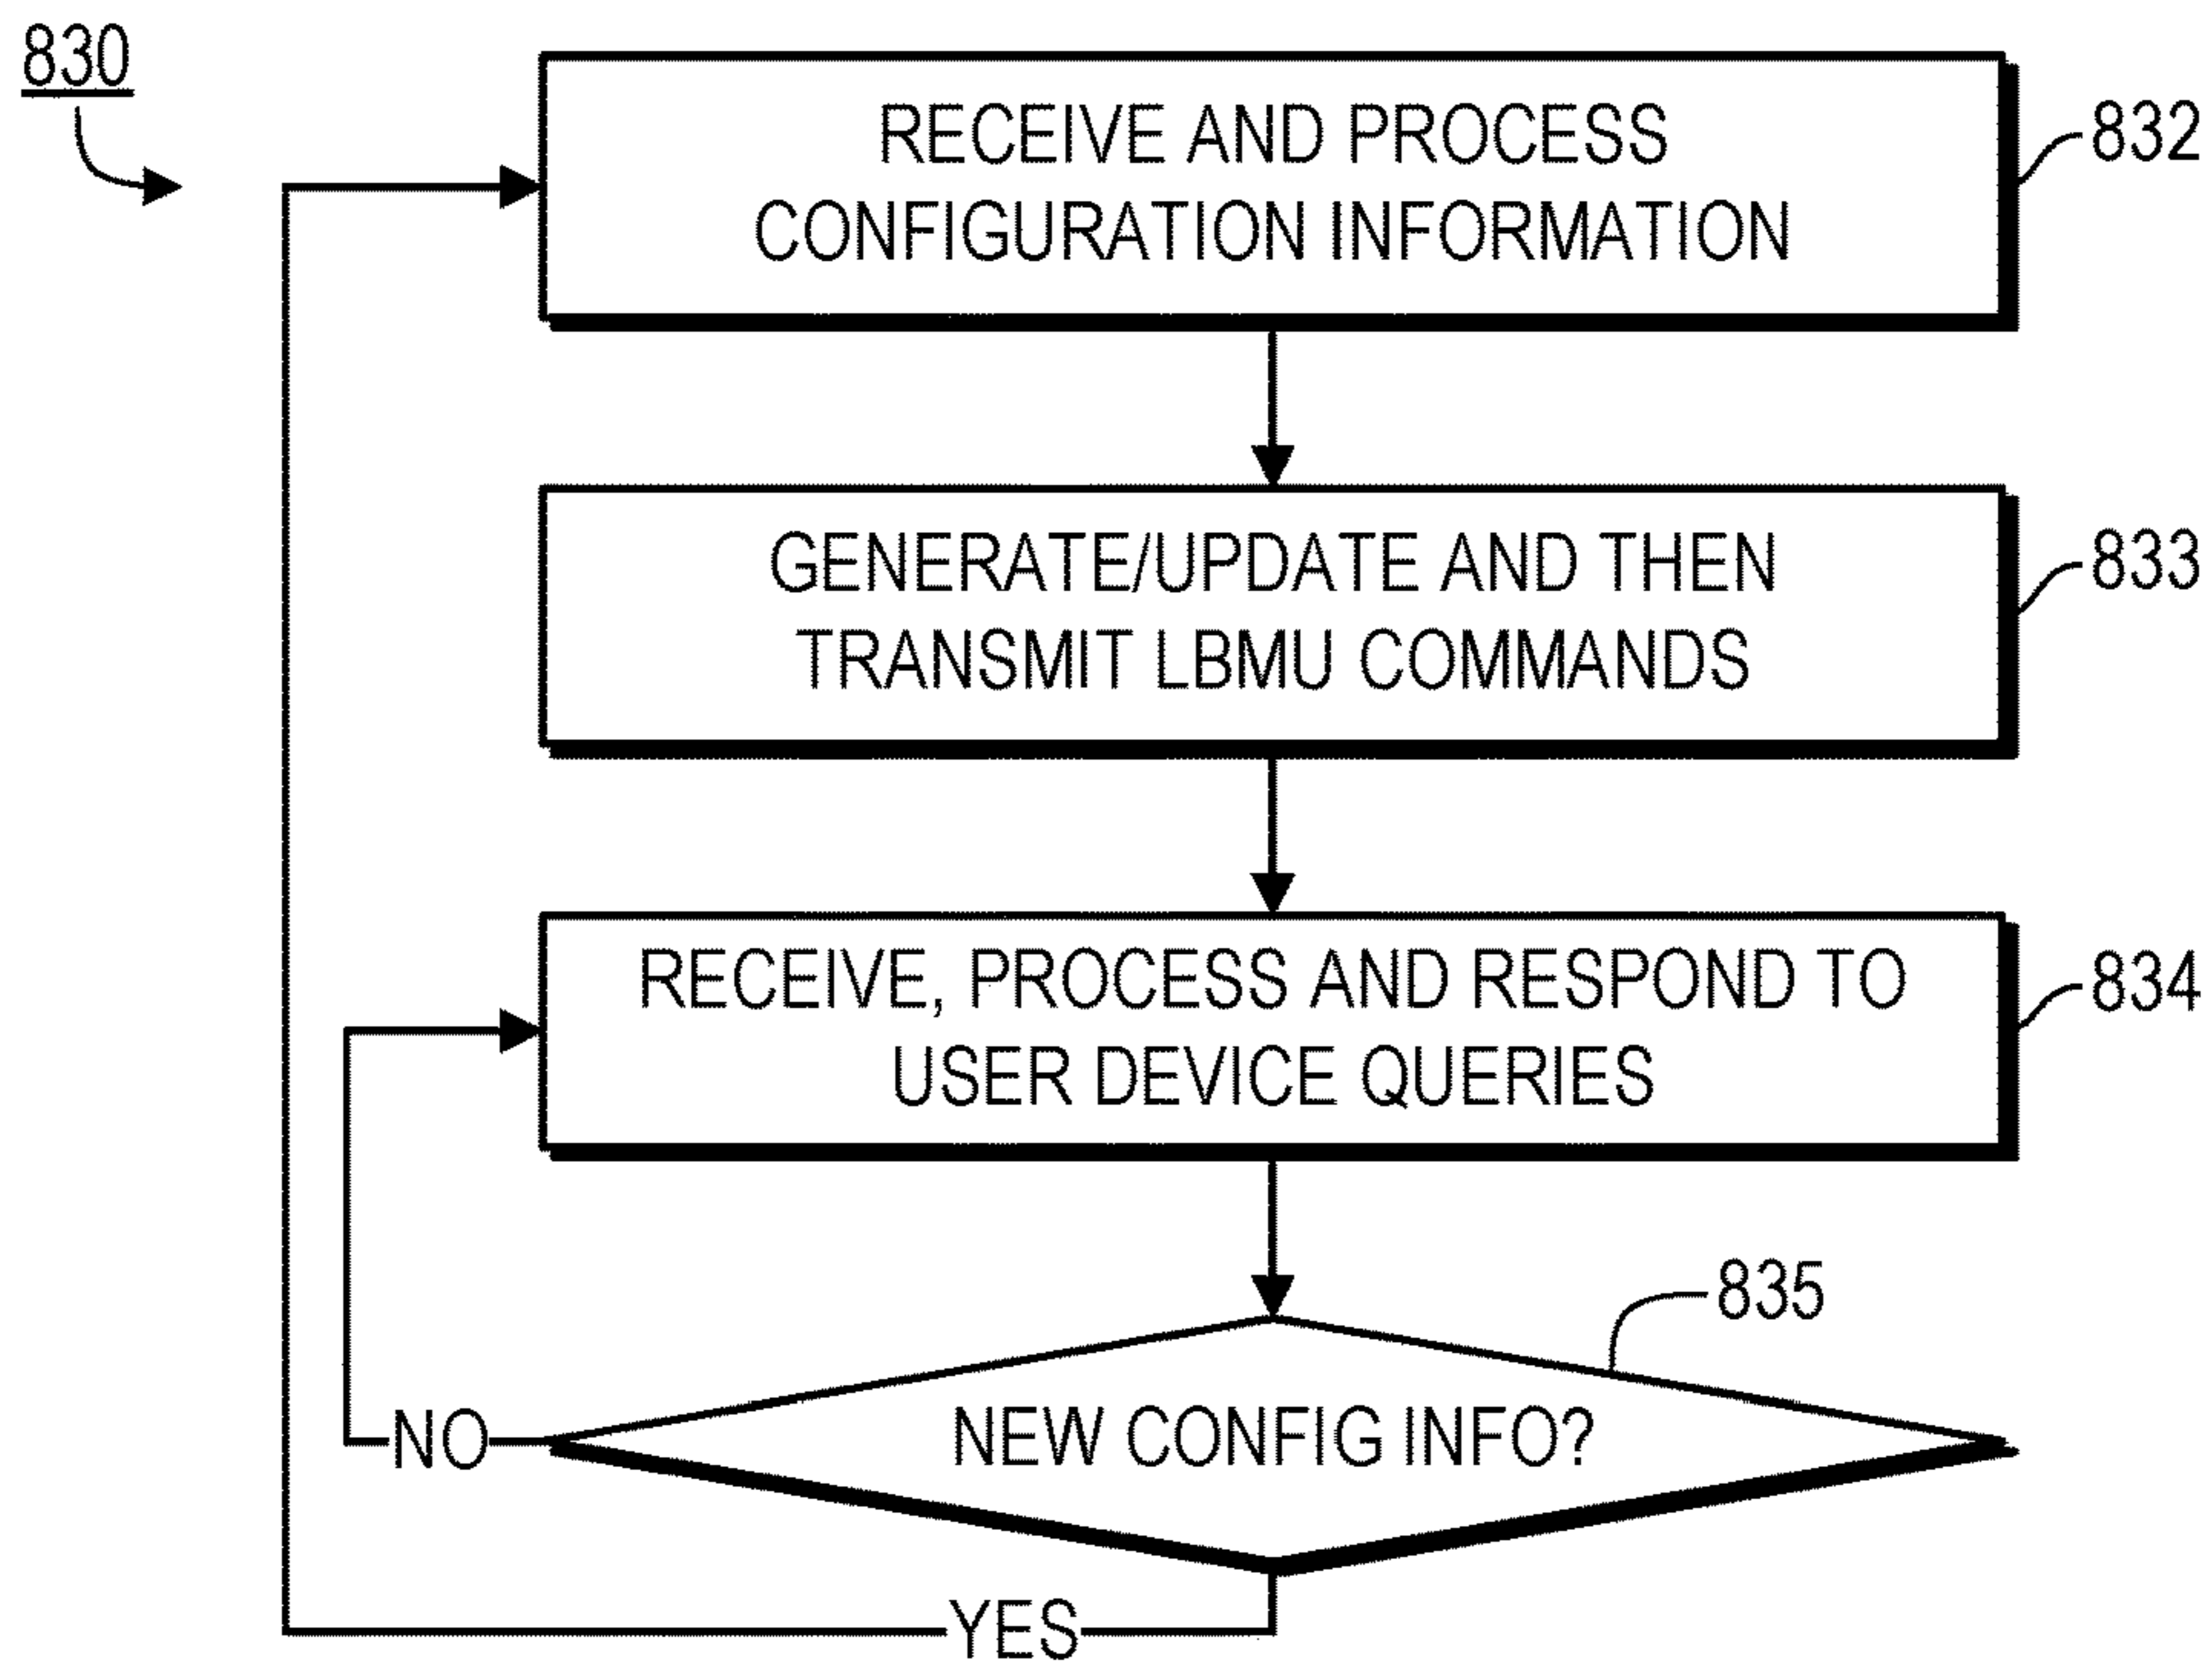 830
RECEIVE AND PROCESS
CONFIGURATION INFORMATION
832
GENERATE/UPDATE AND THEN
TRANSMIT LBMU COMMANDS
833
RECEIVE, PROCESS AND RESPOND TO
USER DEVICE QUERIES
834
835
NEW CONFIG INFO?
NO
YES